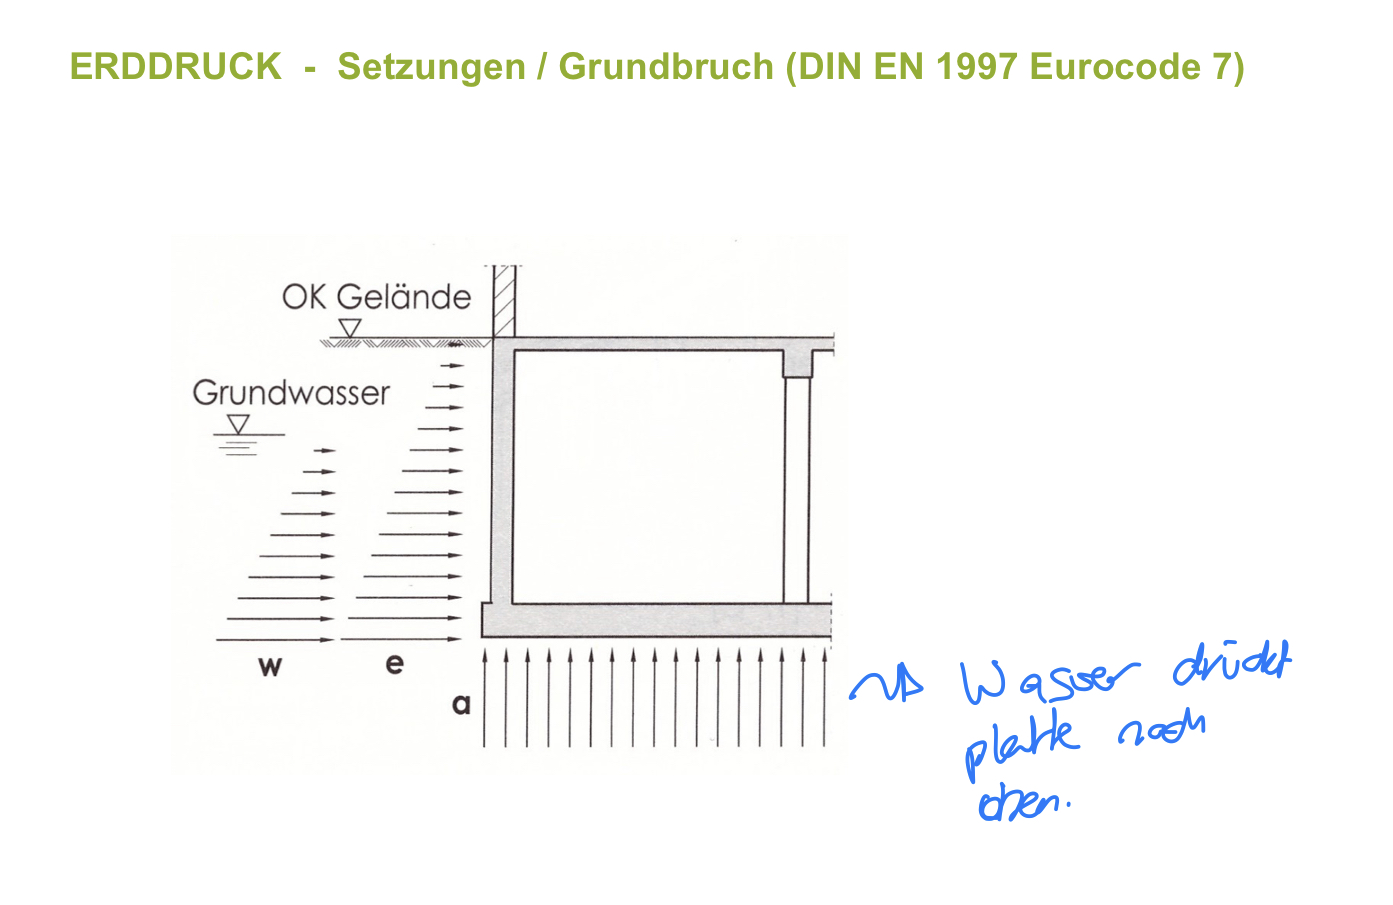 ERDDRUCK - Setzungen / Grundbruch (DIN EN 1997 Eurocode 7)
OK Gelände
Grundwasser
w
e
a
Wasser drückt
platte nach
oben.